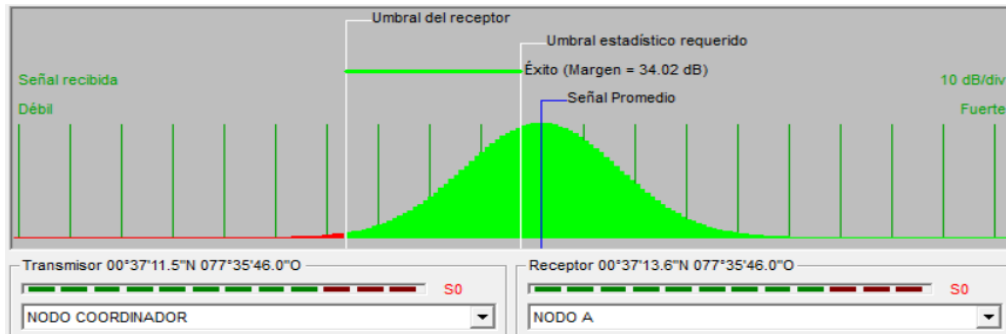 Umbral del receptor
Umbral estadístico requerido
Éxito (Margen = 34.02 dB)
Señal recibida
10 dB/div
Señal Promedio
Débil
Fuerte
Transmisor 00°37'11.5"N 077°35'46.0"O
S0
NODO COORDINADOR
Receptor 00°37'13.6"N 077°35'46.0"O
S0
NODO A